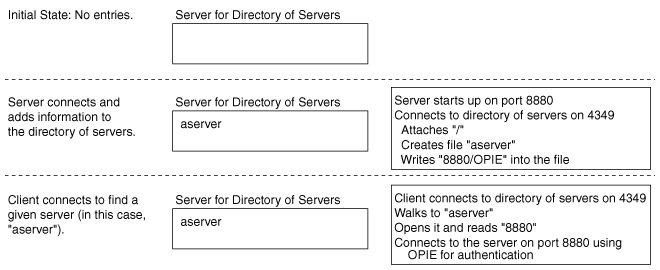 Initial State: No entries.
Server for Directory of Servers
Server connects and
adds information to
the directory of servers.
Server for Directory of Servers
aserver
Server starts up on port 8880
Connects to directory of servers on 4349
Attaches "/"
Creates file "aserver"
Writes "8880/OPIE" into the file
Client connects to find a
given server (in this case,
"aserver").
Server for Directory of Servers
aserver
Client connects to directory of servers on 4349
Walks to "aserver"
Opens it and reads "8880"
Connects to the server on port 8880 using
OPIE for authentication